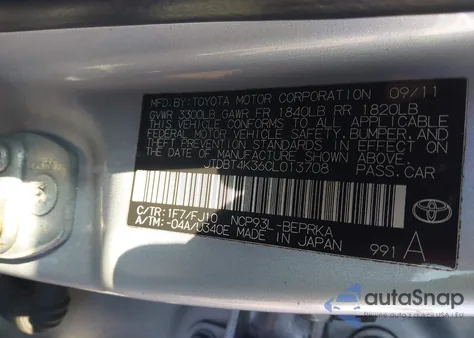 MFD.BY:TOYOTA MOTOR CORPORATION 09/11
GVWR 3300LB GAWR FR 1840LB RR 1820LB
THIS VEHICLE CONFORMS TO ALL APPLICABLE
FEDERAL MOTOR VEHICLE SAFETY, BUMPER, AND
THEFT PREVENTION STANDARDS IN EFFECT ON
THE DATE OF MANUFACTURE SHOWN ABOVE.
JTDBT4K36CL013708 PASS.CAR
C/TR:1F7/FJ10 NCP93L-BEPRKA
A/TM:-04A/U340E MADE IN JAPAN
991 A
TOYOTA
autoSnap